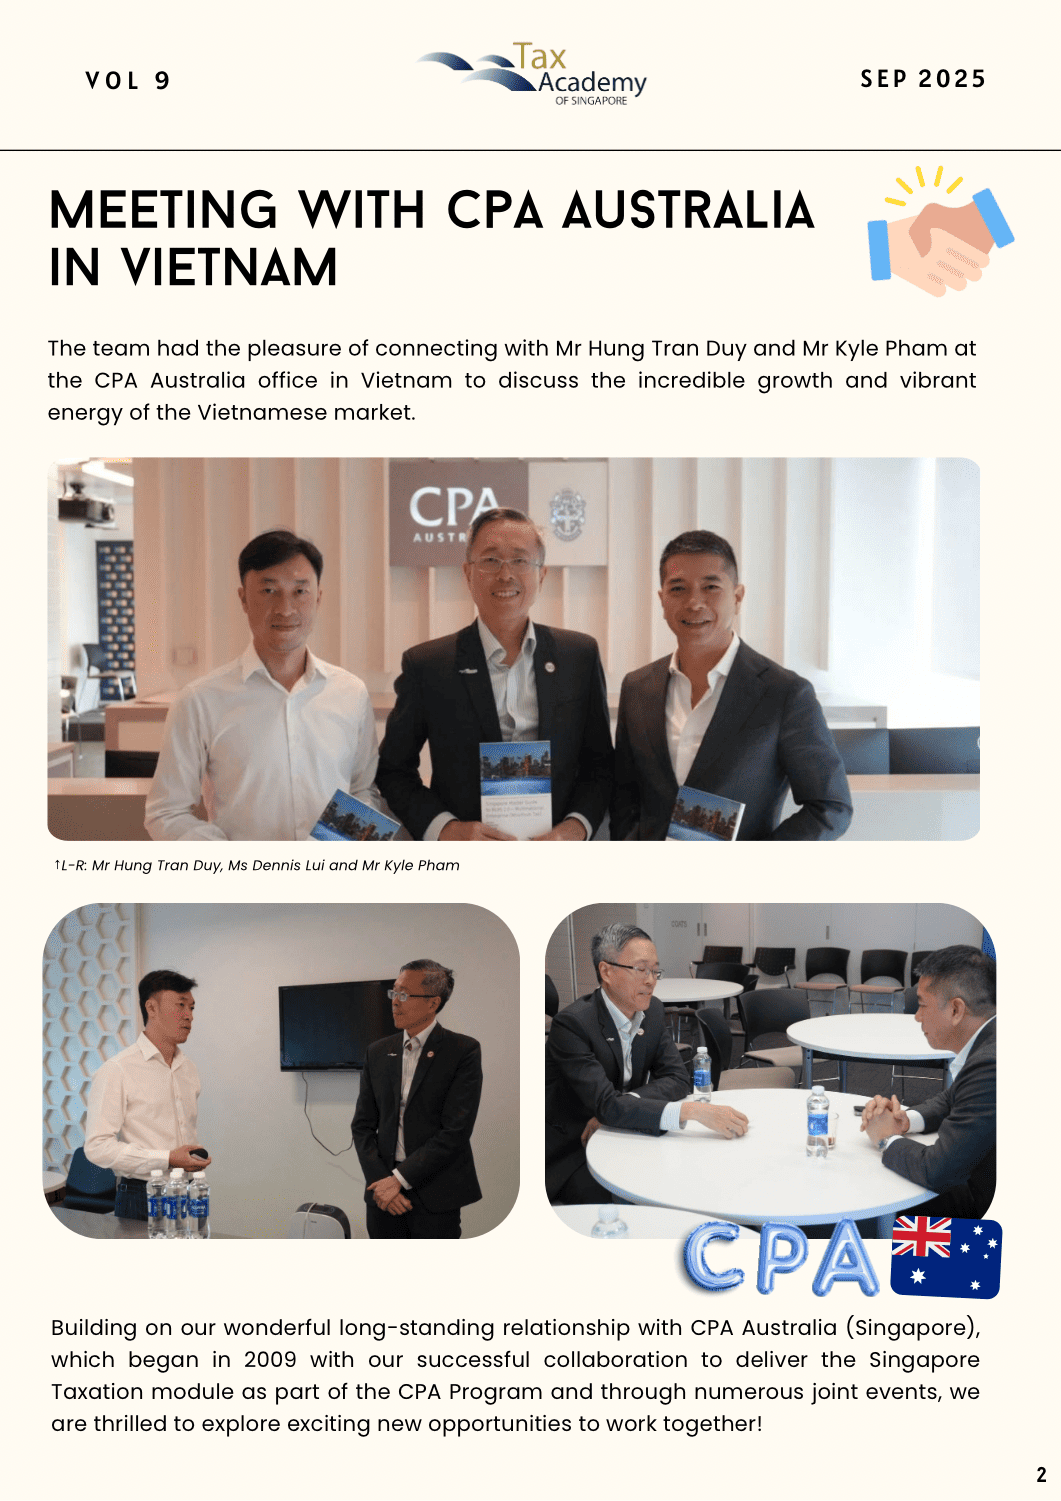 VOL 9
Tax
Academy
OF SINGAPORE
SEP 2025
MEETING WITH CPA AUSTRALIA
IN VIETNAM
The team had the pleasure of connecting with Mr Hung Tran Duy and Mr Kyle Pham at
the CPA Australia office in Vietnam to discuss the incredible growth and vibrant
energy of the Vietnamese market.
CPA
AUSTR
↑L-R: Mr Hung Tran Duy, Ms Dennis Lui and Mr Kyle Pham
CPA
Building on our wonderful long-standing relationship with CPA Australia (Singapore),
which began in 2009 with our successful collaboration to deliver the Singapore
Taxation module as part of the CPA Program and through numerous joint events, we
are thrilled to explore exciting new opportunities to work together!
2